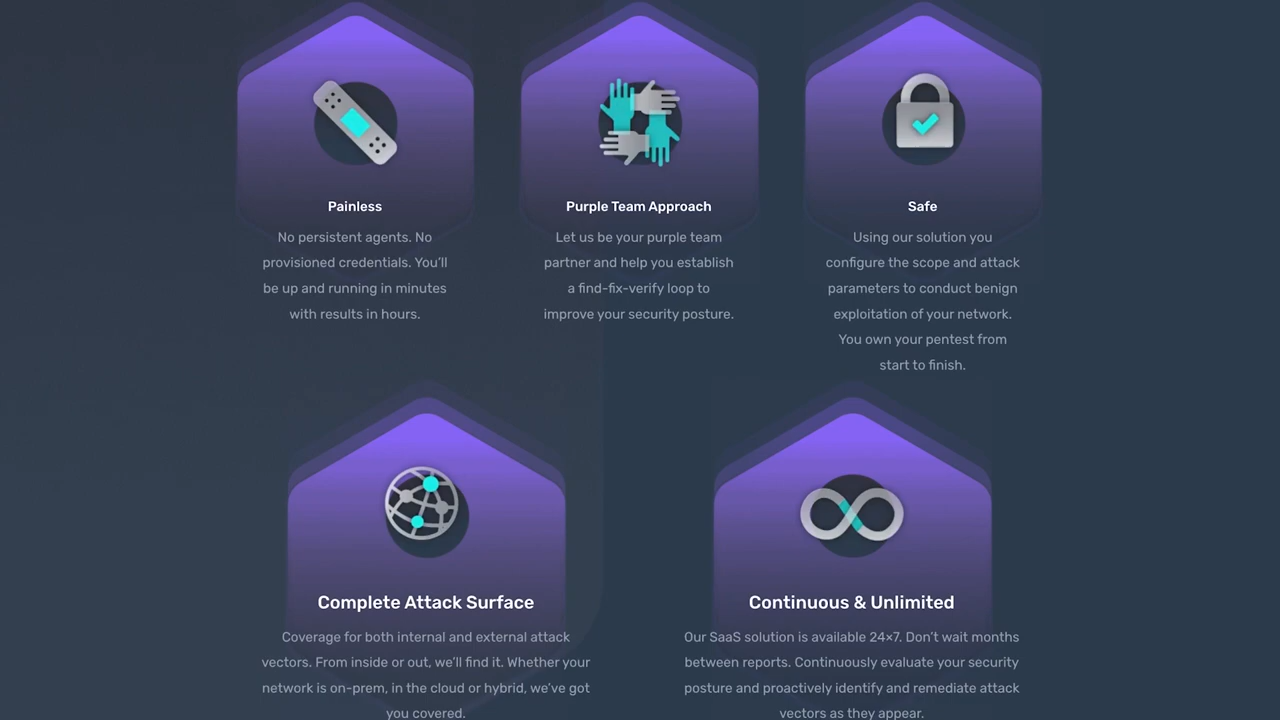 Painless
No persistent agents. No
provisioned credentials. You'll
be up and running in minutes
with results in hours.
Purple Team Approach
Let us be your purple team
partner and help you establish
a find-fix-verify loop to
improve your security posture.
Safe
Using our solution you
configure the scope and attack
parameters to conduct benign
exploitation of your network.
You own your pentest from
start to finish.
Complete Attack Surface
Coverage for both internal and external attack
vectors. From inside or out, we'll find it. Whether your
network is on-prem, in the cloud or hybrid, we've got
you covered.
Continuous & Unlimited
Our SaaS solution is available 24×7. Don't wait months
between reports. Continuously evaluate your security
posture and proactively identify and remediate attack
vectors as they appear.